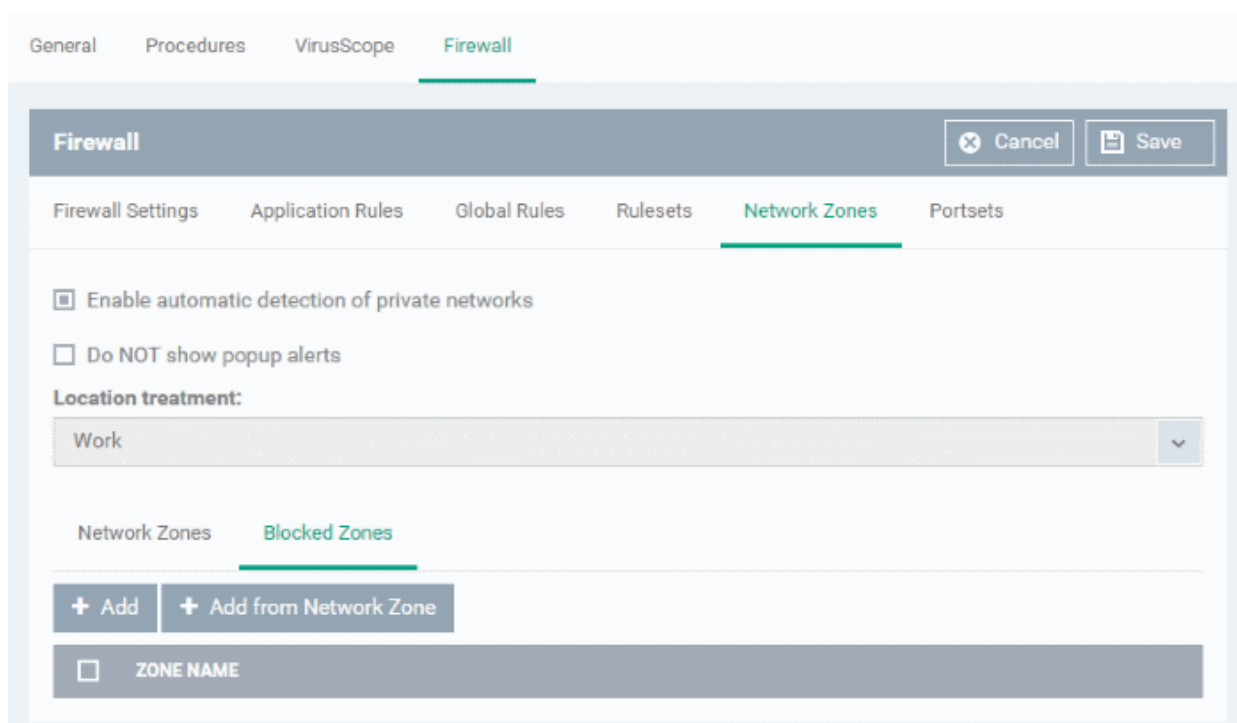 General Procedures VirusScope Firewall
Firewall Cancel Save
Firewall Settings Application Rules Global Rules Rulesets Network Zones Portsets
Enable automatic detection of private networks
Do NOT show popup alerts
Location treatment:
Work
Network Zones Blocked Zones
+ Add + Add from Network Zone
ZONE NAME